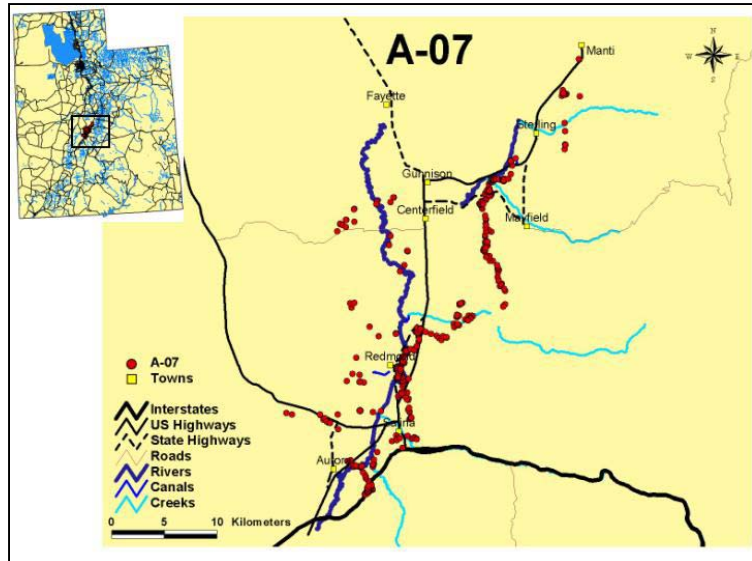 A-07
Manti
N
W E
S
Fayette
Sterling
Gunnison
Centerfield
Mayfield
Redmond
Salina
Aurora
A-07
Towns
Interstates
US Highways
State Highways
Roads
Rivers
Canals
Creeks
0 5 10 Kilometers